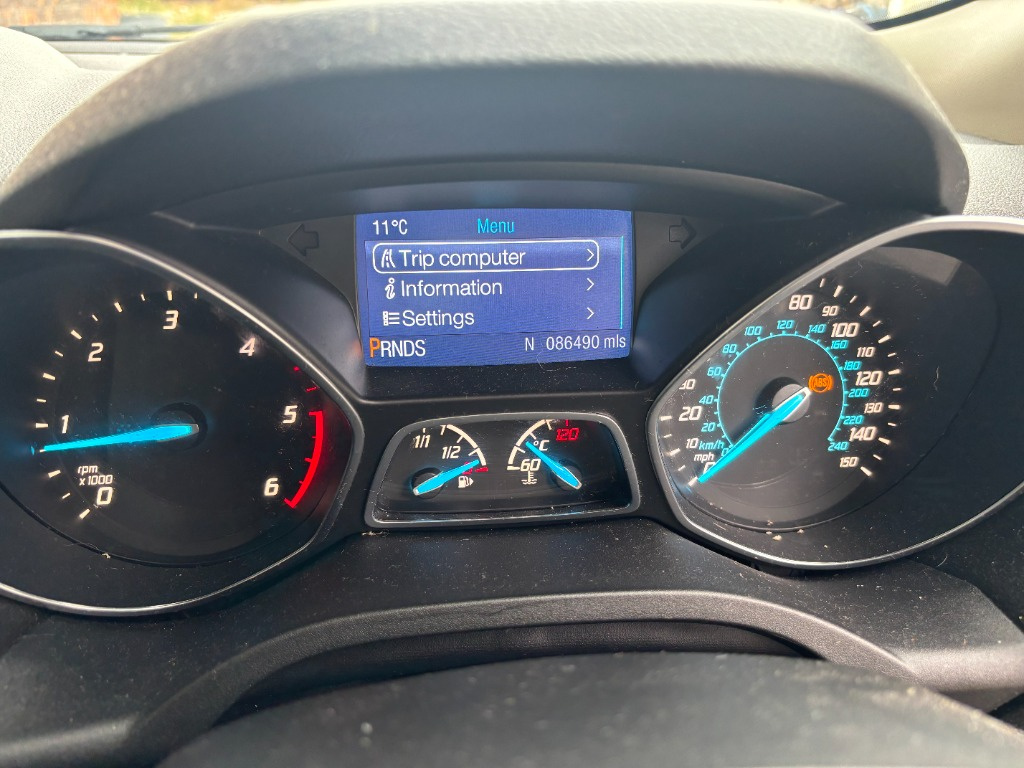 11°C Menu
Trip computer
i Information
Settings
PRNDS N 086490 mls
0 1 2 3 4 5 6
rpm
x1000
1/1 1/2
60 °C 120
0 10 20 30 80 90 100 110 120 130 140 150
mph
20 40 60 80 100 120 140 160 180 200 220 240
km/h
ABS